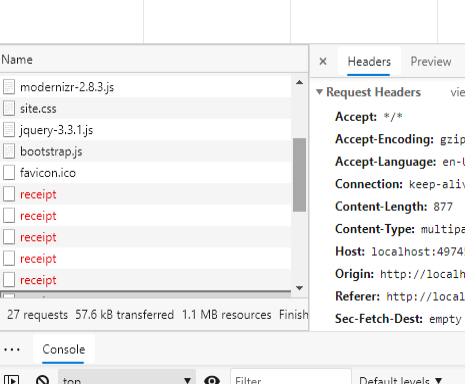 Name
modernizr-2.8.3.js
site.css
jquery-3.3.1.js
bootstrap.js
favicon.ico
receipt
receipt
receipt
receipt
receipt
27 requests 57.6 kB transferred 1.1 MB resources Finish
× Headers Preview
▼ Request Headers vie
Accept: */*
Accept-Encoding: gzip
Accept-Language: en-U
Connection: keep-aliv
Content-Length: 877
Content-Type: multipa
Host: localhost:4974
Origin: http://localh
Referer: http://localh
Sec-Fetch-Dest: empty
Console
top
Filter
Default levels